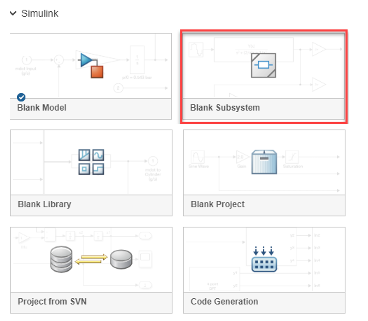 Simulink
Blank Model
Blank Subsystem
Blank Library
Blank Project
Project from SVN
Code Generation